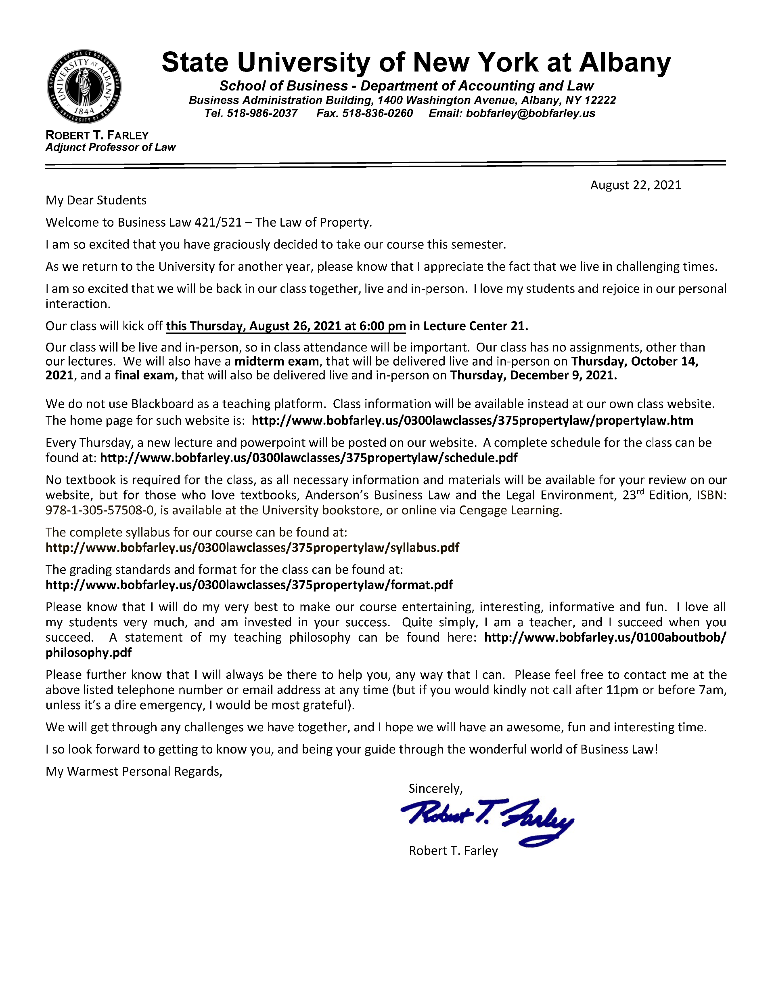 SAPIENTIA ET SUA ET DOCENDI CAUSA
UNIVERSITY AT ALBANY
1844
STATE UNIVERSITY OF NEW YORK
State University of New York at Albany
School of Business - Department of Accounting and Law
Business Administration Building, 1400 Washington Avenue, Albany, NY 12222
Tel. 518-986-2037 Fax. 518-836-0260 Email: bobfarley@bobfarley.us
ROBERT T. FARLEY
Adjunct Professor of Law
August 22, 2021
My Dear Students
Welcome to Business Law 421/521 – The Law of Property.
I am so excited that you have graciously decided to take our course this semester.
As we return to the University for another year, please know that I appreciate the fact that we live in challenging times.
I am so excited that we will be back in our class together, live and in-person. I love my students and rejoice in our personal
interaction.
Our class will kick off this Thursday, August 26, 2021 at 6:00 pm in Lecture Center 21.
Our class will be live and in-person, so in class attendance will be important. Our class has no assignments, other than
our lectures. We will also have a midterm exam, that will be delivered live and in-person on Thursday, October 14,
2021, and a final exam, that will also be delivered live and in-person on Thursday, December 9, 2021.
We do not use Blackboard as a teaching platform. Class information will be available instead at our own class website.
The home page for such website is: http://www.bobfarley.us/0300lawclasses/375propertylaw/propertylaw.htm
Every Thursday, a new lecture and powerpoint will be posted on our website. A complete schedule for the class can be
found at: http://www.bobfarley.us/0300lawclasses/375propertylaw/schedule.pdf
No textbook is required for the class, as all necessary information and materials will be available for your review on our
website, but for those who love textbooks, Anderson’s Business Law and the Legal Environment, 23rd Edition, ISBN:
978-1-305-57508-0, is available at the University bookstore, or online via Cengage Learning.
The complete syllabus for our course can be found at:
http://www.bobfarley.us/0300lawclasses/375propertylaw/syllabus.pdf
The grading standards and format for the class can be found at:
http://www.bobfarley.us/0300lawclasses/375propertylaw/format.pdf
Please know that I will do my very best to make our course entertaining, interesting, informative and fun. I love all
my students very much, and am invested in your success. Quite simply, I am a teacher, and I succeed when you
succeed. A statement of my teaching philosophy can be found here: http://www.bobfarley.us/0100aboutbob/
philosophy.pdf
Please further know that I will always be there to help you, any way that I can. Please feel free to contact me at the
above listed telephone number or email address at any time (but if you would kindly not call after 11pm or before 7am,
unless it’s a dire emergency, I would be most grateful).
We will get through any challenges we have together, and I hope we will have an awesome, fun and interesting time.
I so look forward to getting to know you, and being your guide through the wonderful world of Business Law!
My Warmest Personal Regards,
Sincerely,
Robert T. Farley
Robert T. Farley